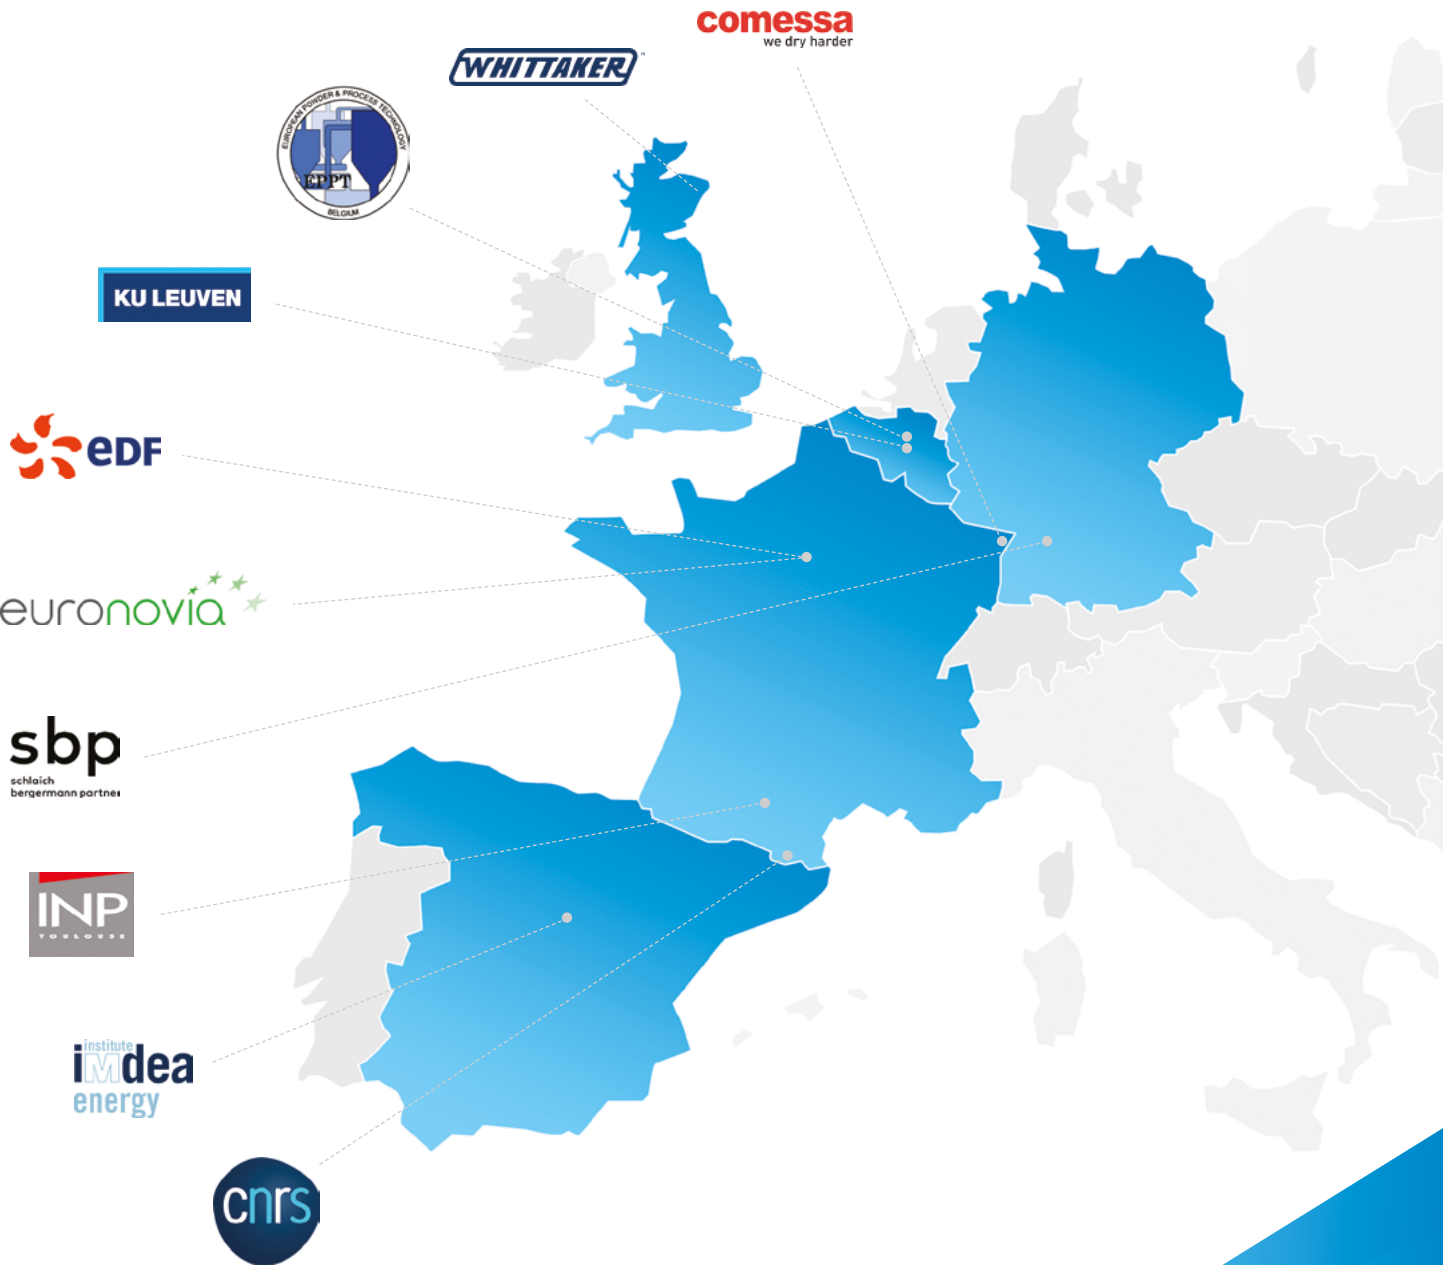 comessa
we dry harder
WHITTAKER
EUROPEAN POWDER & PROCESS TECHNOLOGY
EPPT
BELGIUM
KU LEUVEN
eDF
euronovia
sbp
schlaich
bergermann partner
INP
TOULOUSE
institute
iMdea
energy
cnrs